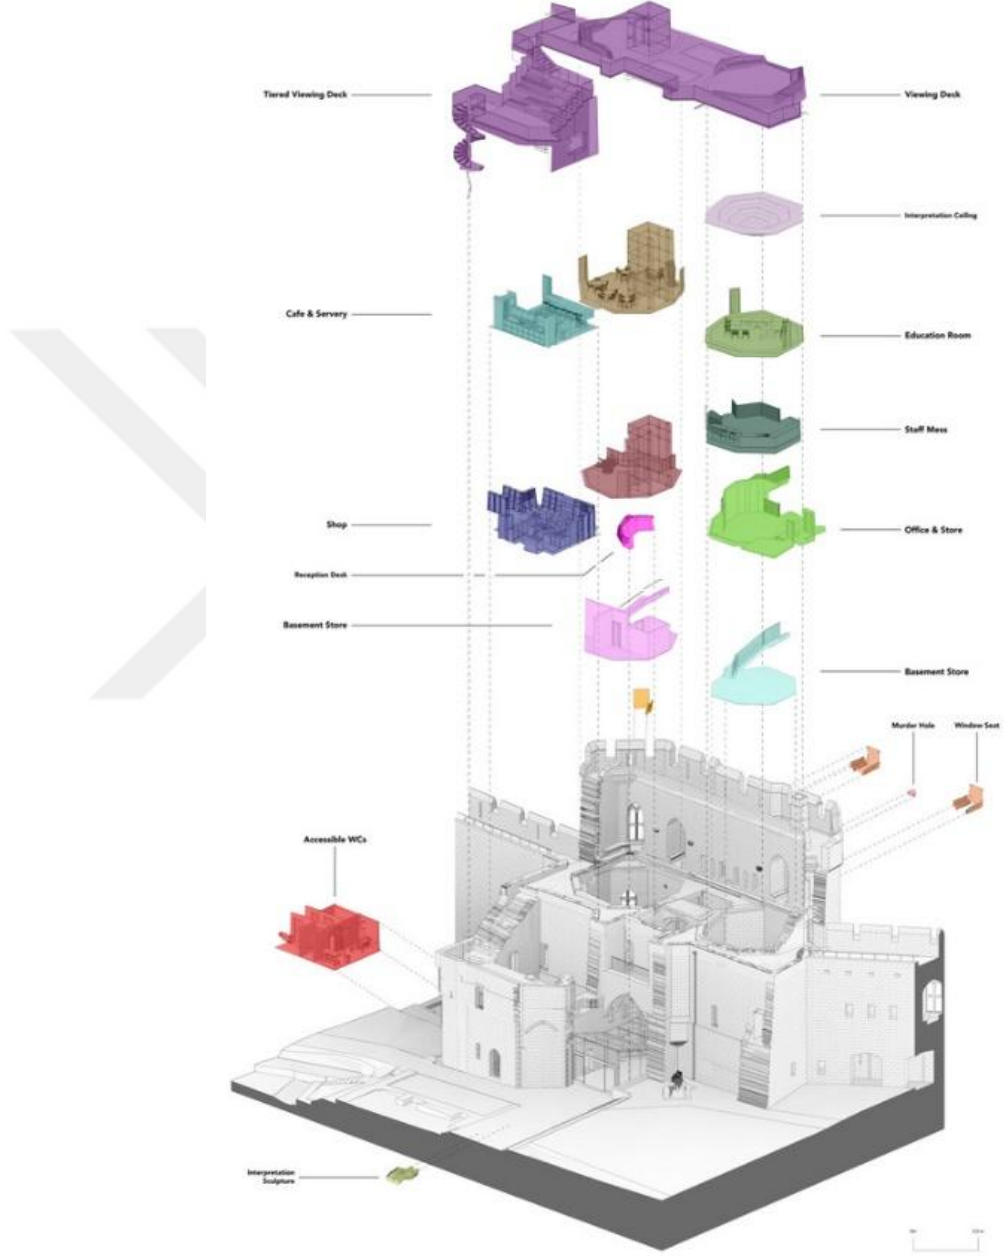 Tiered Viewing Deck
Viewing Deck
Interpretation Ceiling
Cafe & Servery
Education Room
Staff Mess
Shop
Office & Store
Reception Desk
Basement Store
Basement Store
Murder Hole
Window Seat
Accessible WCs
Interpretation
Sculpture